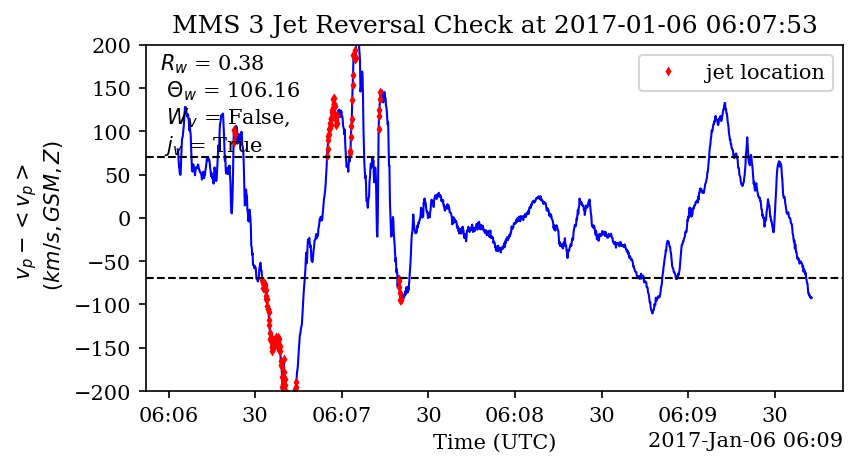 MMS 3 Jet Reversal Check at 2017-01-06 06:07:53
R_w = 0.38
Θ_w = 106.16
W_v = False,
j_v = True
jet location
v_p − < v_p >
(km/s, GSM, Z)
200
150
100
50
0
−50
−100
−150
−200
06:06 30 06:07 30 06:08 30 06:09 30
Time (UTC)
2017-Jan-06 06:09